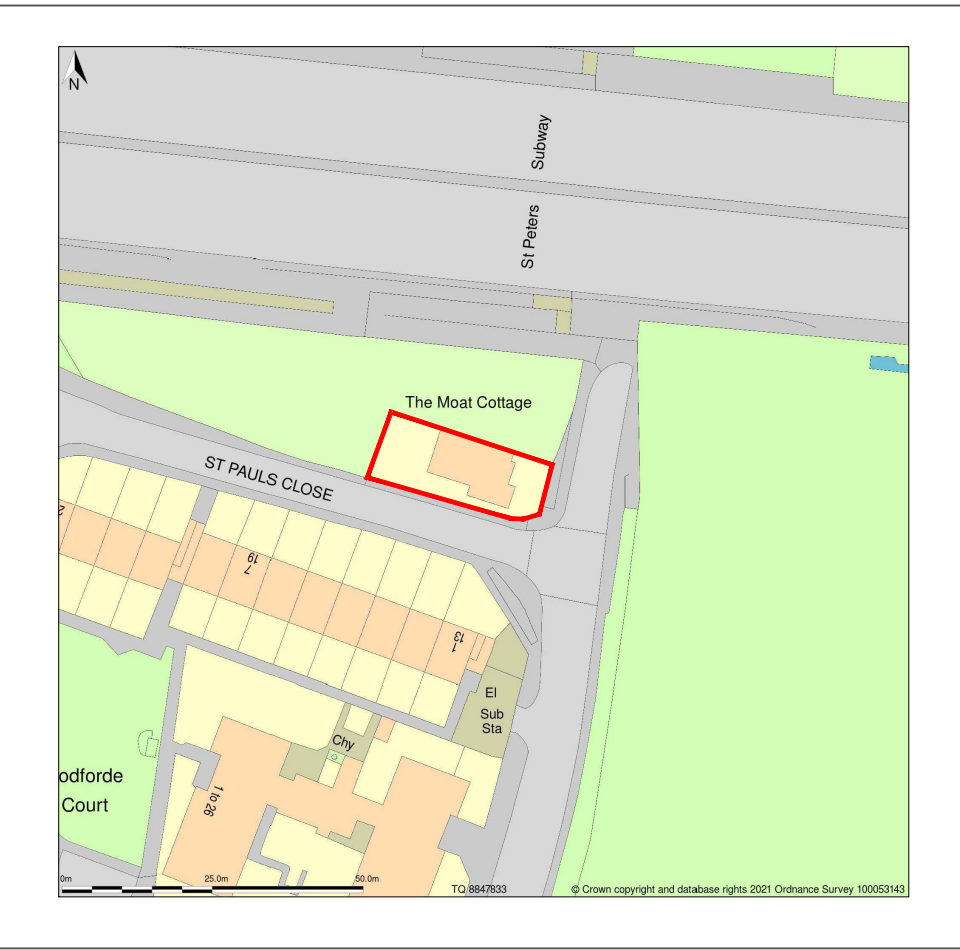 N
Subway
St Peters
The Moat Cottage
ST PAULS CLOSE
2
19
7
13
1
El
Sub
Sta
Chy
odforde
Court
1 to 26
0m
25.0m
50.0m
TQ 8847833
© Crown copyright and database rights 2021 Ordnance Survey 100053143